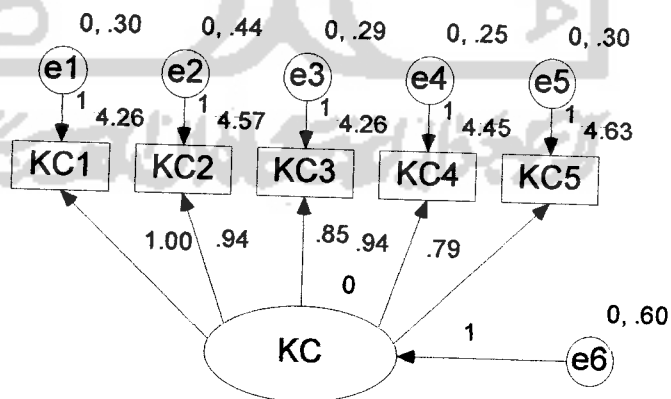 0, .30 0, .44 0, .29 0, .25 0, .30
e1 e2 e3 e4 e5
1 1 1 1 1
4.26 4.57 4.26 4.45 4.63
KC1 KC2 KC3 KC4 KC5
1.00 .94 .85 .94 .79
0
0, .60
1
KC e6